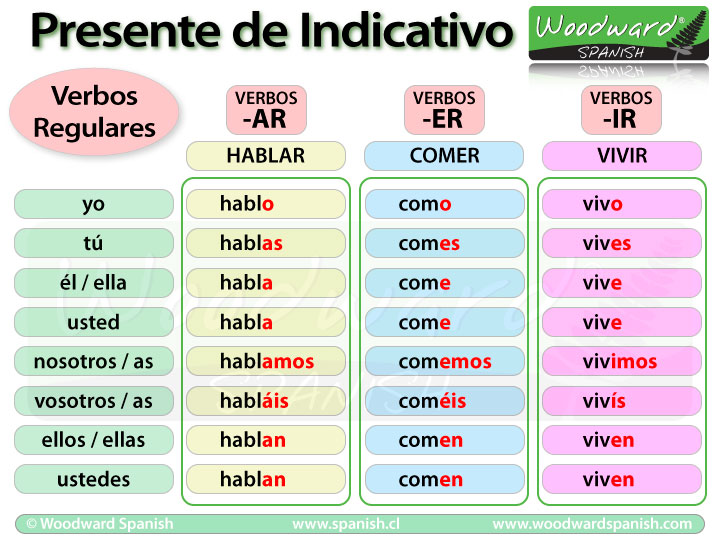 Presente de Indicativo
Woodward®
SPANISH
Verbos
Regulares
VERBOS
-AR
VERBOS
-ER
VERBOS
-IR
HABLAR COMER VIVIR
yo hablo como vivo
tú hablas comes vives
él / ella habla come vive
usted habla come vive
nosotros / as hablamos comemos vivimos
vosotros / as habláis coméis vivís
ellos / ellas hablan comen viven
ustedes hablan comen viven
Woodward
SPANISH
© Woodward Spanish www.spanish.cl www.woodwardspanish.com